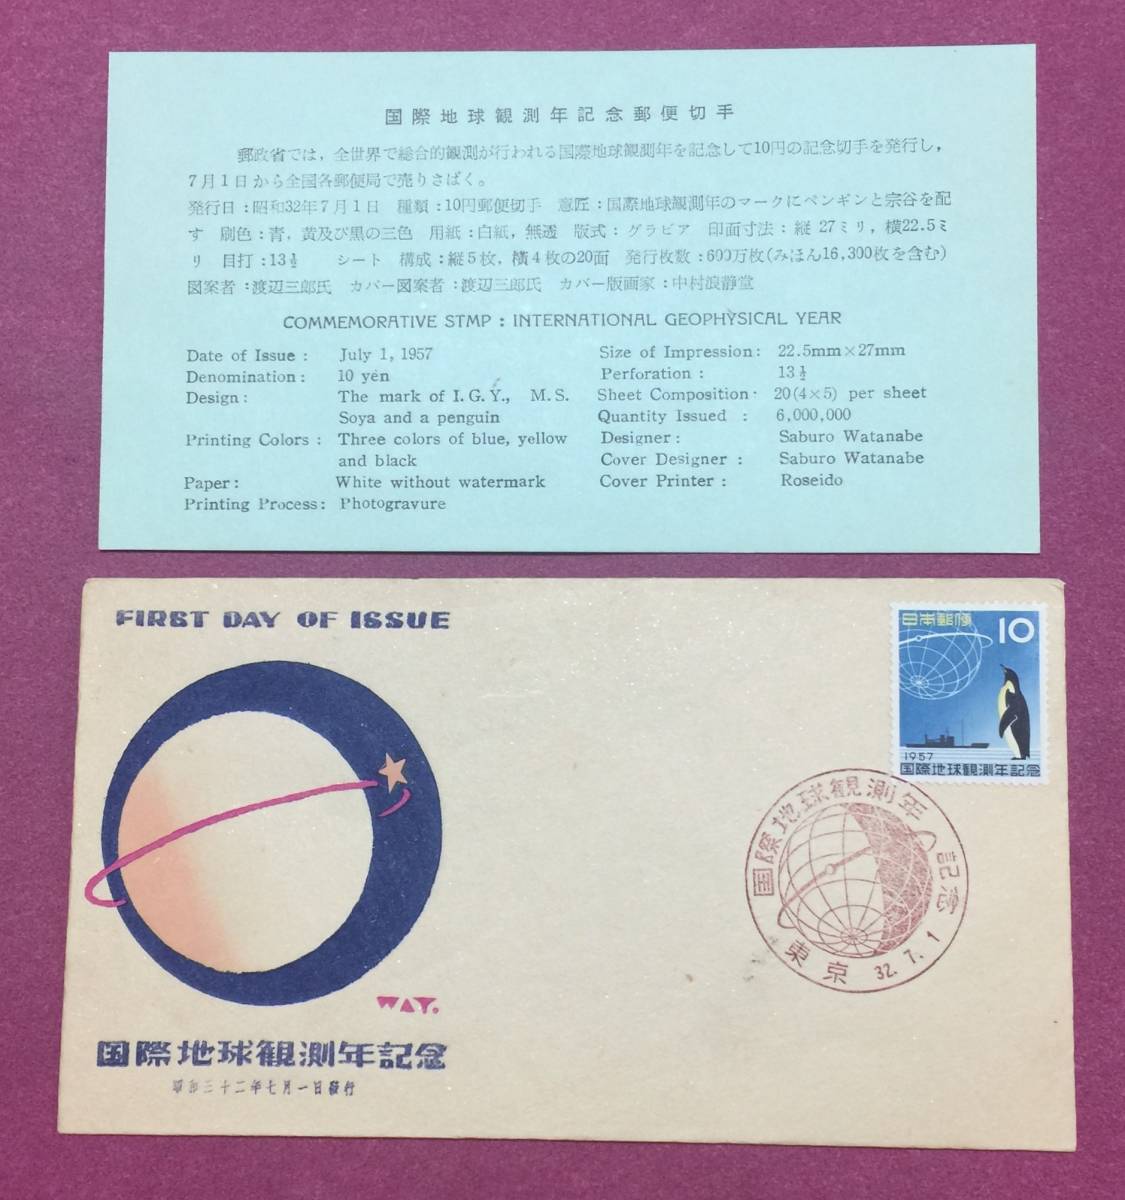 国際地球観測年記念郵便切手
郵政省では，全世界で総合的観測が行われる国際地球観測年を記念して10円の記念切手を発行し，
7月1日から全国各郵便局で売りさばく。
発行日：昭和32年7月1日　種類：10円郵便切手　意匠：国際地球観測年のマークにペンギンと宗谷を配
す　刷色：青，黄及び黒の三色　用紙：白紙，無透　版式：グラビア　印面寸法：縦 27ミリ，横22.5ミ
リ　目打：13½　シート　構成：縦5枚，横4枚の20面　発行枚数：600万枚(みほん16,300枚を含む)
図案者：渡辺三郎氏　カバー図案者：渡辺三郎氏　カバー版画家：中村浪静堂
COMMEMORATIVE STMP : INTERNATIONAL GEOPHYSICAL YEAR
Date of Issue : July 1, 1957
Denomination : 10 yen
Design : The mark of I.G.Y., M.S.
Soya and a penguin
Printing Colors : Three colors of blue, yellow
and black
Paper : White without watermark
Printing Process : Photogravure
Size of Impression : 22.5mm×27mm
Perforation : 13½
Sheet Composition · 20(4×5) per sheet
Quantity Issued : 6,000,000
Designer : Saburo Watanabe
Cover Designer : Saburo Watanabe
Cover Printer : Roseido
FIRST DAY OF ISSUE
日本郵便 10
1957
国際地球観測年記念
国際地球観測年 記念
東京 32.7.1
WAT.
国際地球観測年記念
昭和三十二年七月一日發行